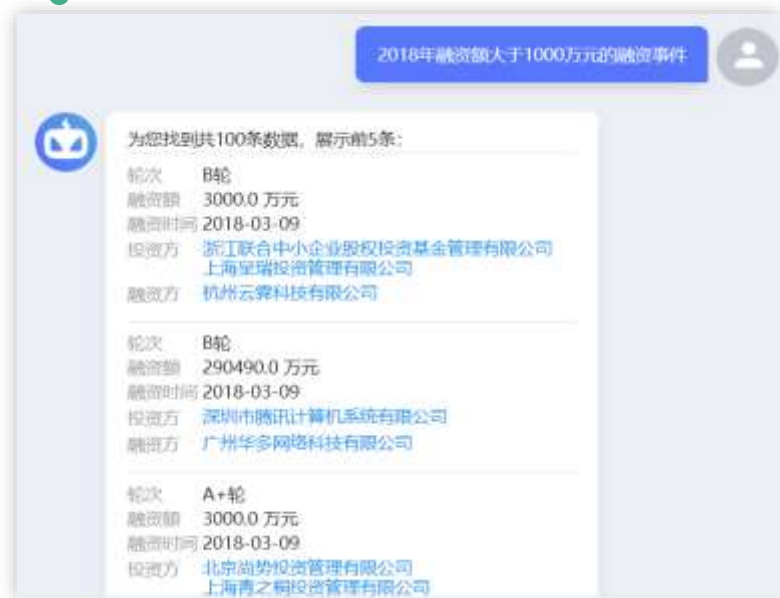 2018年融资额大于1000万元的融资事件
为您找到共100条数据，展示前5条：
轮次 B轮
融资额 3000.0 万元
融资时间 2018-03-09
投资方 浙江联合中小企业股权投资基金管理有限公司
上海呈瑞投资管理有限公司
融资方 杭州云霁科技有限公司
轮次 B轮
融资额 290490.0 万元
融资时间 2018-03-09
投资方 深圳市腾讯计算机系统有限公司
融资方 广州华多网络科技有限公司
轮次 A+轮
融资额 3000.0 万元
融资时间 2018-03-09
投资方 北京尚势投资管理有限公司
上海青之桐投资管理有限公司